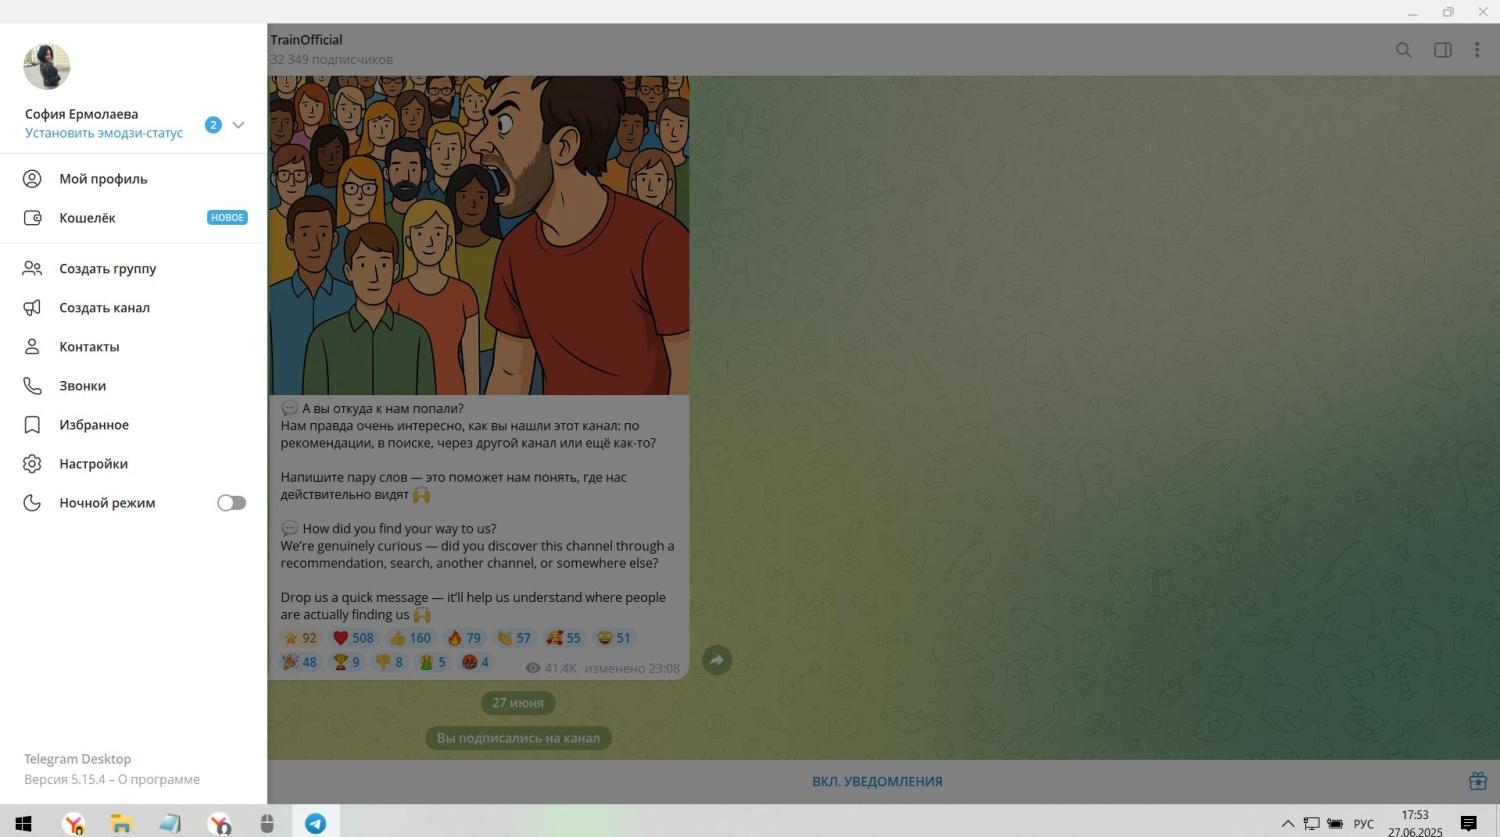 TrainOfficial
32 349 подписчиков
София Ермолаева
Установить эмодзи-статус
2
Мой профиль
Кошелёк
НОВОЕ
Создать группу
Создать канал
Контакты
Звонки
Избранное
Настройки
Ночной режим
Telegram Desktop
Версия 5.15.4 – О программе
💬 А вы откуда к нам попали?
Нам правда очень интересно, как вы нашли этот канал: по
рекомендации, в поиске, через другой канал или ещё как-то?
Напишите пару слов — это поможет нам понять, где нас
действительно видят 🙌
💬 How did you find your way to us?
We’re genuinely curious — did you discover this channel through a
recommendation, search, another channel, or somewhere else?
Drop us a quick message — it’ll help us understand where people
are actually finding us 🙌
92 508 160 79 57 55 51
48 9 8 5 4 41.4K изменено 23:08
27 июня
Вы подписались на канал
ВКЛ. УВЕДОМЛЕНИЯ
РУС
17:53
27.06.2025